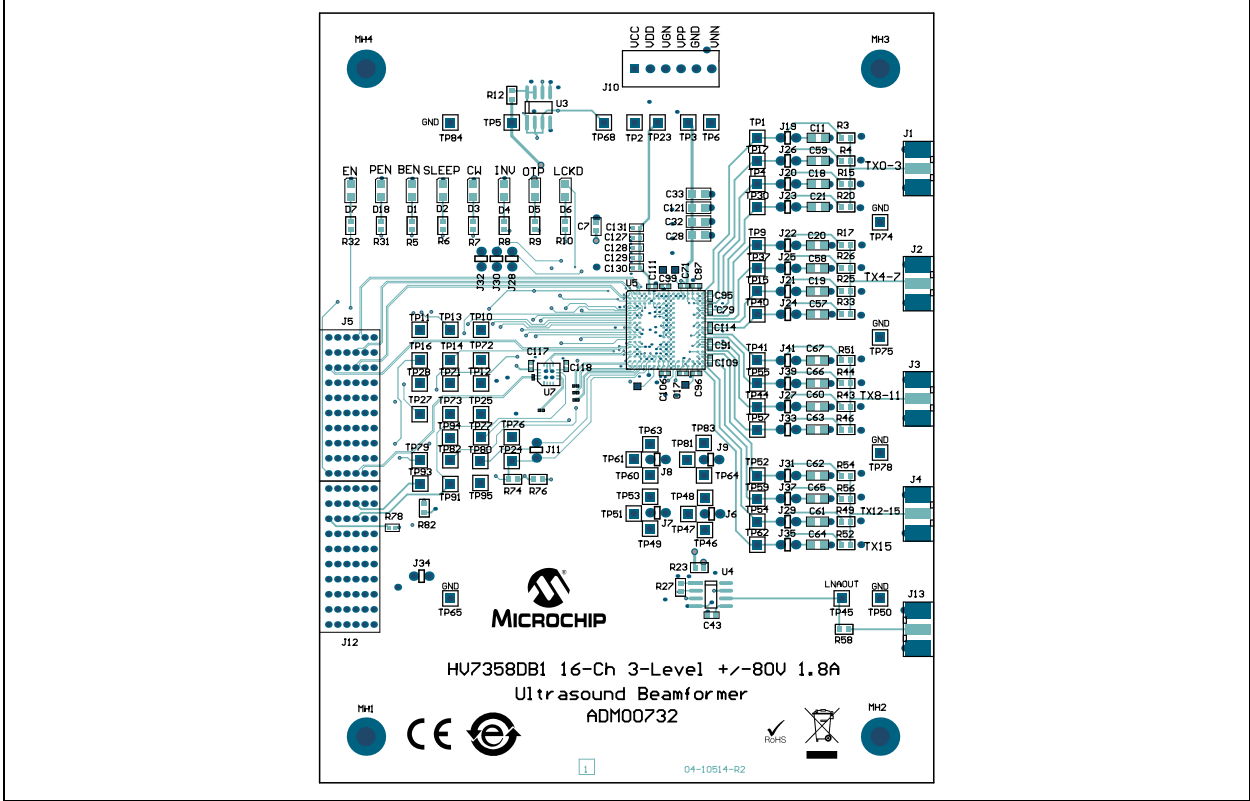 MH4
MH3
VCC
VDD
VGN
VPP
GND
VNN
J10
R12
U3
GND
TP84
TP5
TP68
TP2
TP23
TP3
TP6
TP1
J19
C11
R3
J1
TP17
J26
C59
R4
TX0-3
TP4
J20
C18
R15
TP30
J23
C21
R20
GND
TP74
EN
PEN
BEN
SLEEP
CW
INV
OTP
LCKD
D7
D18
D1
D2
D3
D4
D5
D6
R32
R31
R5
R6
R7
R8
R9
R10
C7
C33
C121
C32
C28
C131
C127
C128
C129
C130
J32
J30
J28
C111
C99
C71
C87
U5
C95
C79
C114
C91
C109
TP9
J22
C20
R17
J2
TP37
J25
C58
R26
TX4-7
TP15
J21
C19
R25
TP40
J24
C57
R33
GND
TP75
J5
TP11
TP13
TP10
TP16
TP14
TP72
TP28
TP71
TP12
TP27
TP73
TP25
TP94
TP77
TP76
TP79
TP82
TP80
TP24
J11
TP93
TP91
TP95
R74
R76
C117
C118
U7
C106
C17
C96
TP41
J41
C67
R51
J3
TP55
J39
C66
R44
TX8-11
TP44
J27
C60
R43
TP57
J33
C63
R46
GND
TP78
TP63
TP83
TP61
TP81
J9
J8
TP60
TP64
TP53
TP48
TP51
J7
TP47
J6
TP49
TP46
TP52
J31
C62
R54
J4
TP59
J37
C65
R56
TP54
J29
C61
R49
TX12-15
TP62
J35
C64
R52
TX15
R78
R82
J34
GND
TP65
J12
R23
U4
R27
C43
LNAOUT
TP45
GND
TP50
J13
R58
®
MICROCHIP
HV7358DB1 16-Ch 3-Level +/-80V 1.8A
Ultrasound Beamformer
ADM00732
MH1
CE
e
RoHS
MH2
1
04-10514-R2